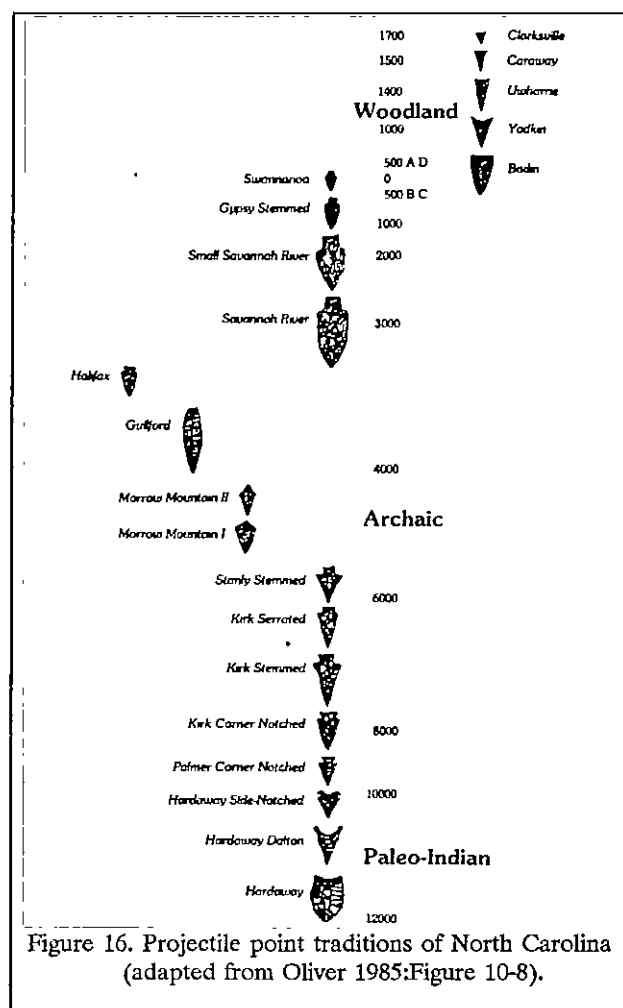 1700 Clarksville
1500 Caraway
1400 Uwharrie
Woodland
1000 Yadkin
500 A D Badin
Swannanoa 0
500 B C
Gypsy Stemmed
1000
Small Savannah River 2000
Savannah River 3000
Halifax
Guilford
4000
Morrow Mountain II
Archaic
Morrow Mountain I
Stanly Stemmed
6000
Kirk Serrated
Kirk Stemmed
Kirk Corner Notched 8000
Palmer Corner Notched
10000
Hardaway Side-Notched
Hardaway Dalton
Paleo-Indian
Hardaway
12000
Figure 16. Projectile point traditions of North Carolina
(adapted from Oliver 1985:Figure 10-8).